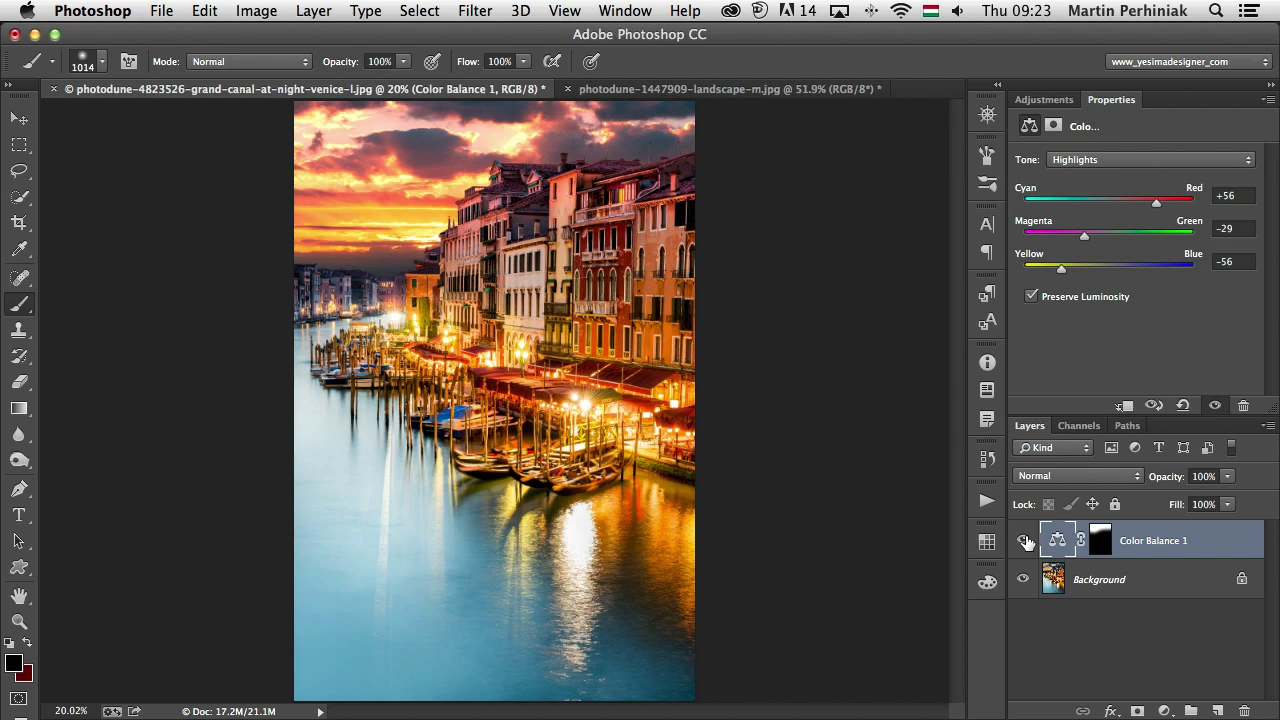 Photoshop File Edit Image Layer Type Select Filter 3D View Window Help 14 Thu 09:23 Martin Perhiniak
Adobe Photoshop CC
1014 Mode: Normal Opacity: 100% Flow: 100% www_yesimadesigner_com
© photodune-4823526-grand-canal-at-night-venice-l.jpg @ 20% (Color Balance 1, RGB/8) * photodune-1447909-landscape-m.jpg @ 51.9% (RGB/8*) *
Adjustments Properties
Colo...
Tone: Highlights
Cyan Red +56
Magenta Green -29
Yellow Blue -56
Preserve Luminosity
Layers Channels Paths
Kind
Normal Opacity: 100%
Lock: Fill: 100%
Color Balance 1
Background
20.02% © Doc: 17.2M/21.1M